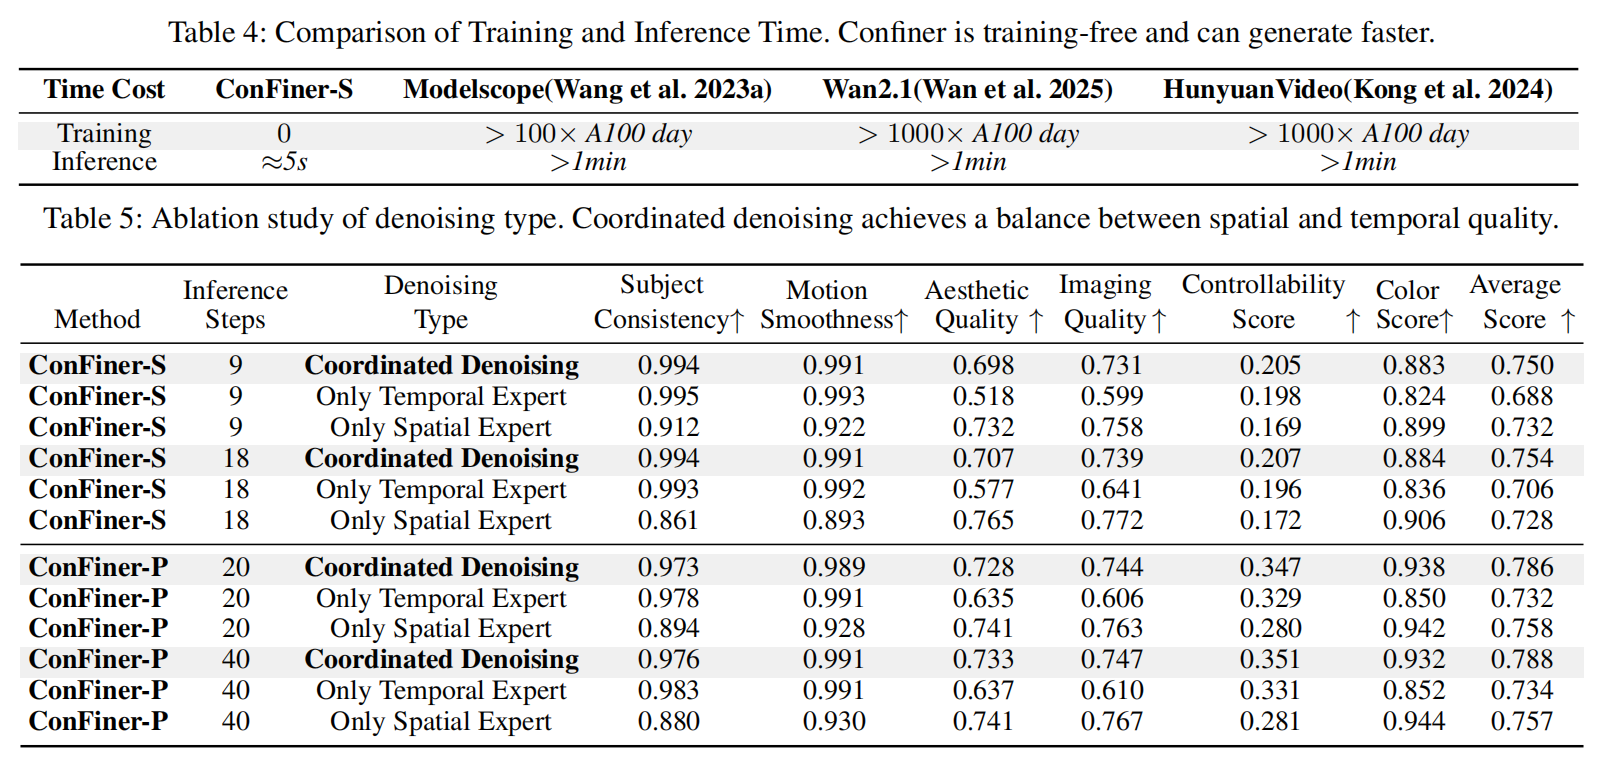 Table 4: Comparison of Training and Inference Time. Confiner is training-free and can generate faster.
Time Cost ConFiner-S Modelscope(Wang et al. 2023a) Wan2.1(Wan et al. 2025) HunyuanVideo(Kong et al. 2024)
Training 0 > 100× A100 day > 1000× A100 day > 1000× A100 day
Inference ≈5s >1min >1min >1min
Table 5: Ablation study of denoising type. Coordinated denoising achieves a balance between spatial and temporal quality.
Method Inference Steps Denoising Type Subject Consistency↑ Motion Smoothness↑ Aesthetic Quality ↑ Imaging Quality↑ Controllability Score ↑ Color Score↑ Average Score ↑
ConFiner-S 9 Coordinated Denoising 0.994 0.991 0.698 0.731 0.205 0.883 0.750
ConFiner-S 9 Only Temporal Expert 0.995 0.993 0.518 0.599 0.198 0.824 0.688
ConFiner-S 9 Only Spatial Expert 0.912 0.922 0.732 0.758 0.169 0.899 0.732
ConFiner-S 18 Coordinated Denoising 0.994 0.991 0.707 0.739 0.207 0.884 0.754
ConFiner-S 18 Only Temporal Expert 0.993 0.992 0.577 0.641 0.196 0.836 0.706
ConFiner-S 18 Only Spatial Expert 0.861 0.893 0.765 0.772 0.172 0.906 0.728
ConFiner-P 20 Coordinated Denoising 0.973 0.989 0.728 0.744 0.347 0.938 0.786
ConFiner-P 20 Only Temporal Expert 0.978 0.991 0.635 0.606 0.329 0.850 0.732
ConFiner-P 20 Only Spatial Expert 0.894 0.928 0.741 0.763 0.280 0.942 0.758
ConFiner-P 40 Coordinated Denoising 0.976 0.991 0.733 0.747 0.351 0.932 0.788
ConFiner-P 40 Only Temporal Expert 0.983 0.991 0.637 0.610 0.331 0.852 0.734
ConFiner-P 40 Only Spatial Expert 0.880 0.930 0.741 0.767 0.281 0.944 0.757